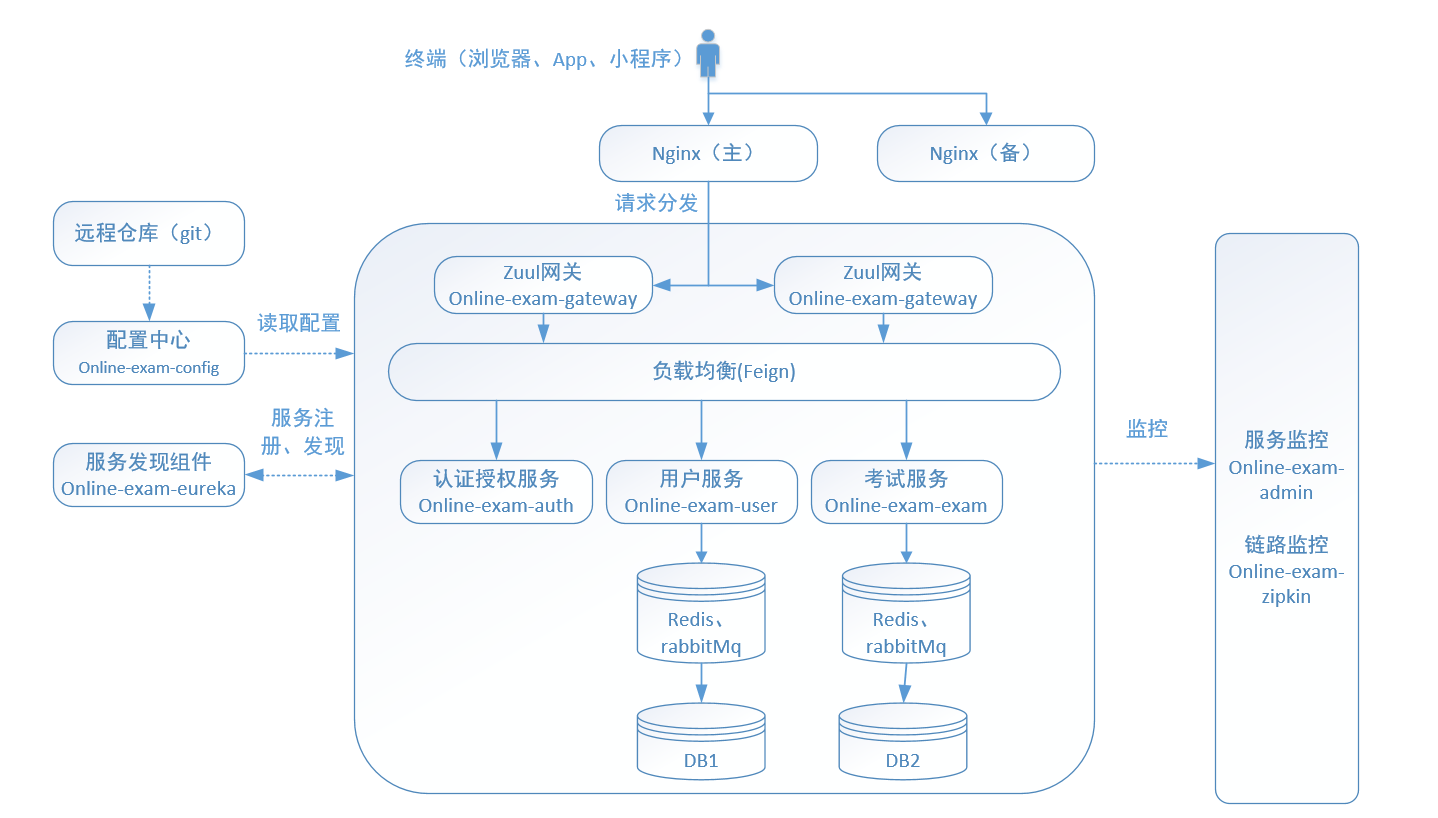 终端（浏览器、App、小程序）
Nginx（主）
Nginx（备）
请求分发
远程仓库（git）
Zuul网关
Online-exam-gateway
Zuul网关
Online-exam-gateway
配置中心
Online-exam-config
读取配置
负载均衡(Feign)
服务注
册、发现
服务发现组件
Online-exam-eureka
认证授权服务
Online-exam-auth
用户服务
Online-exam-user
考试服务
Online-exam-exam
监控
服务监控
Online-exam-
admin
链路监控
Online-exam-
zipkin
Redis、
rabbitMq
Redis、
rabbitMq
DB1
DB2